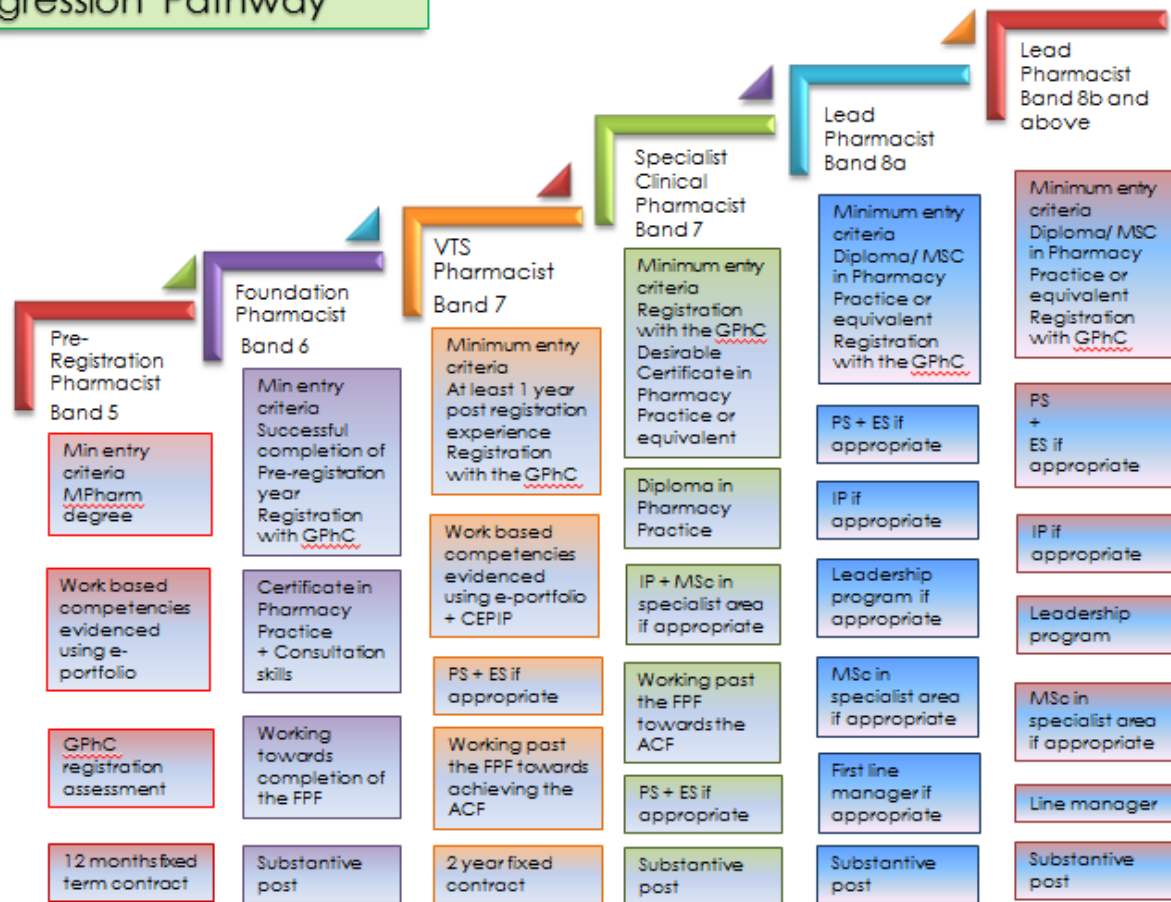 gression Pathway
Pre-
Registration
Pharmacist
Band 5
Min entry
criteria
MPharm
degree
Work based
competencies
evidenced
using e-
portfolio
GPhC
registration
assessment
12 months fixed
term contract
Foundation
Pharmacist
Band 6
Min entry
criteria
Successful
completion of
Pre-registration
year
Registration
with GPhC
Certificate in
Pharmacy
Practice
+ Consultation
skills
Working
towards
completion of
the FPF
Substantive
post
VTS
Pharmacist
Band 7
Minimum entry
criteria
At least 1 year
post registration
experience
Registration
with the GPhC
Work based
competencies
evidenced
using e-portfolio
+ CEPIP
PS + ES if
appropriate
Working past
the FPF towards
achieving the
ACF
2 year fixed
contract
Specialist
Clinical
Pharmacist
Band 7
Minimum entry
criteria
Registration
with the GPhC
Desirable
Certificate in
Pharmacy
Practice or
equivalent
Diploma in
Pharmacy
Practice
IP + MSc in
specialist area
if appropriate
Working past
the FPF
towards the
ACF
PS + ES if
appropriate
Substantive
post
Lead
Pharmacist
Band 8a
Minimum entry
criteria
Diploma/ MSC
in Pharmacy
Practice or
equivalent
Registration
with the GPhC
PS + ES if
appropriate
IP if
appropriate
Leadership
program if
appropriate
MSc in
specialist area
if appropriate
First line
manager if
appropriate
Substantive
post
Lead
Pharmacist
Band 8b and
above
Minimum entry
criteria
Diploma/ MSC
in Pharmacy
Practice or
equivalent
Registration
with GPhC
PS
+
ES if
appropriate
IP if
appropriate
Leadership
program
MSc in
specialist area
if appropriate
Line manager
Substantive
post